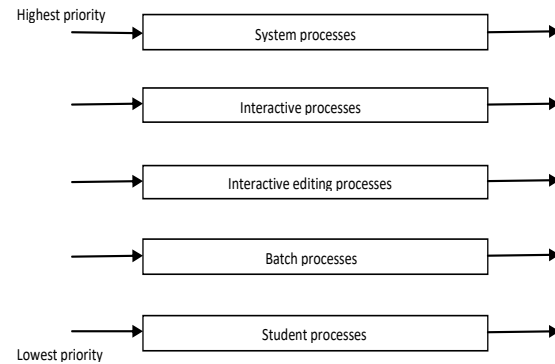 Highest priority
System processes
Interactive processes
Interactive editing processes
Batch processes
Student processes
Lowest priority